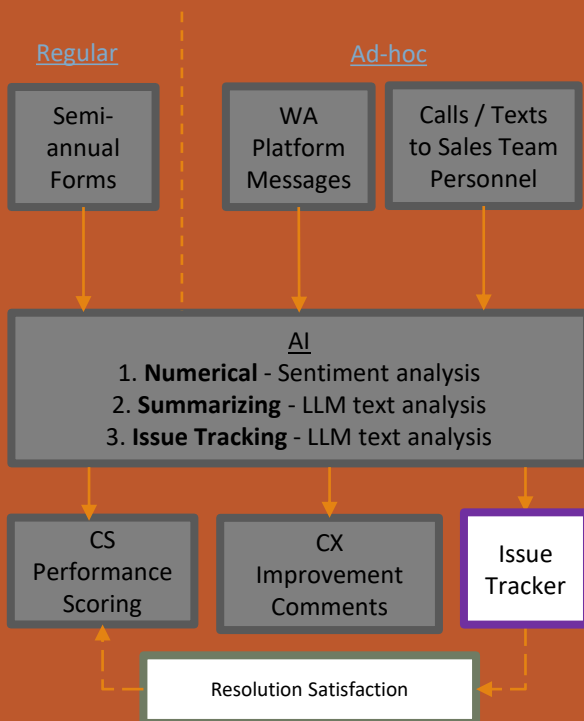 Regular
Ad-hoc
Semi-
annual
Forms
WA
Platform
Messages
Calls / Texts
to Sales Team
Personnel
AI
1. Numerical - Sentiment analysis
2. Summarizing - LLM text analysis
3. Issue Tracking - LLM text analysis
CS
Performance
Scoring
CX
Improvement
Comments
Issue
Tracker
Resolution Satisfaction